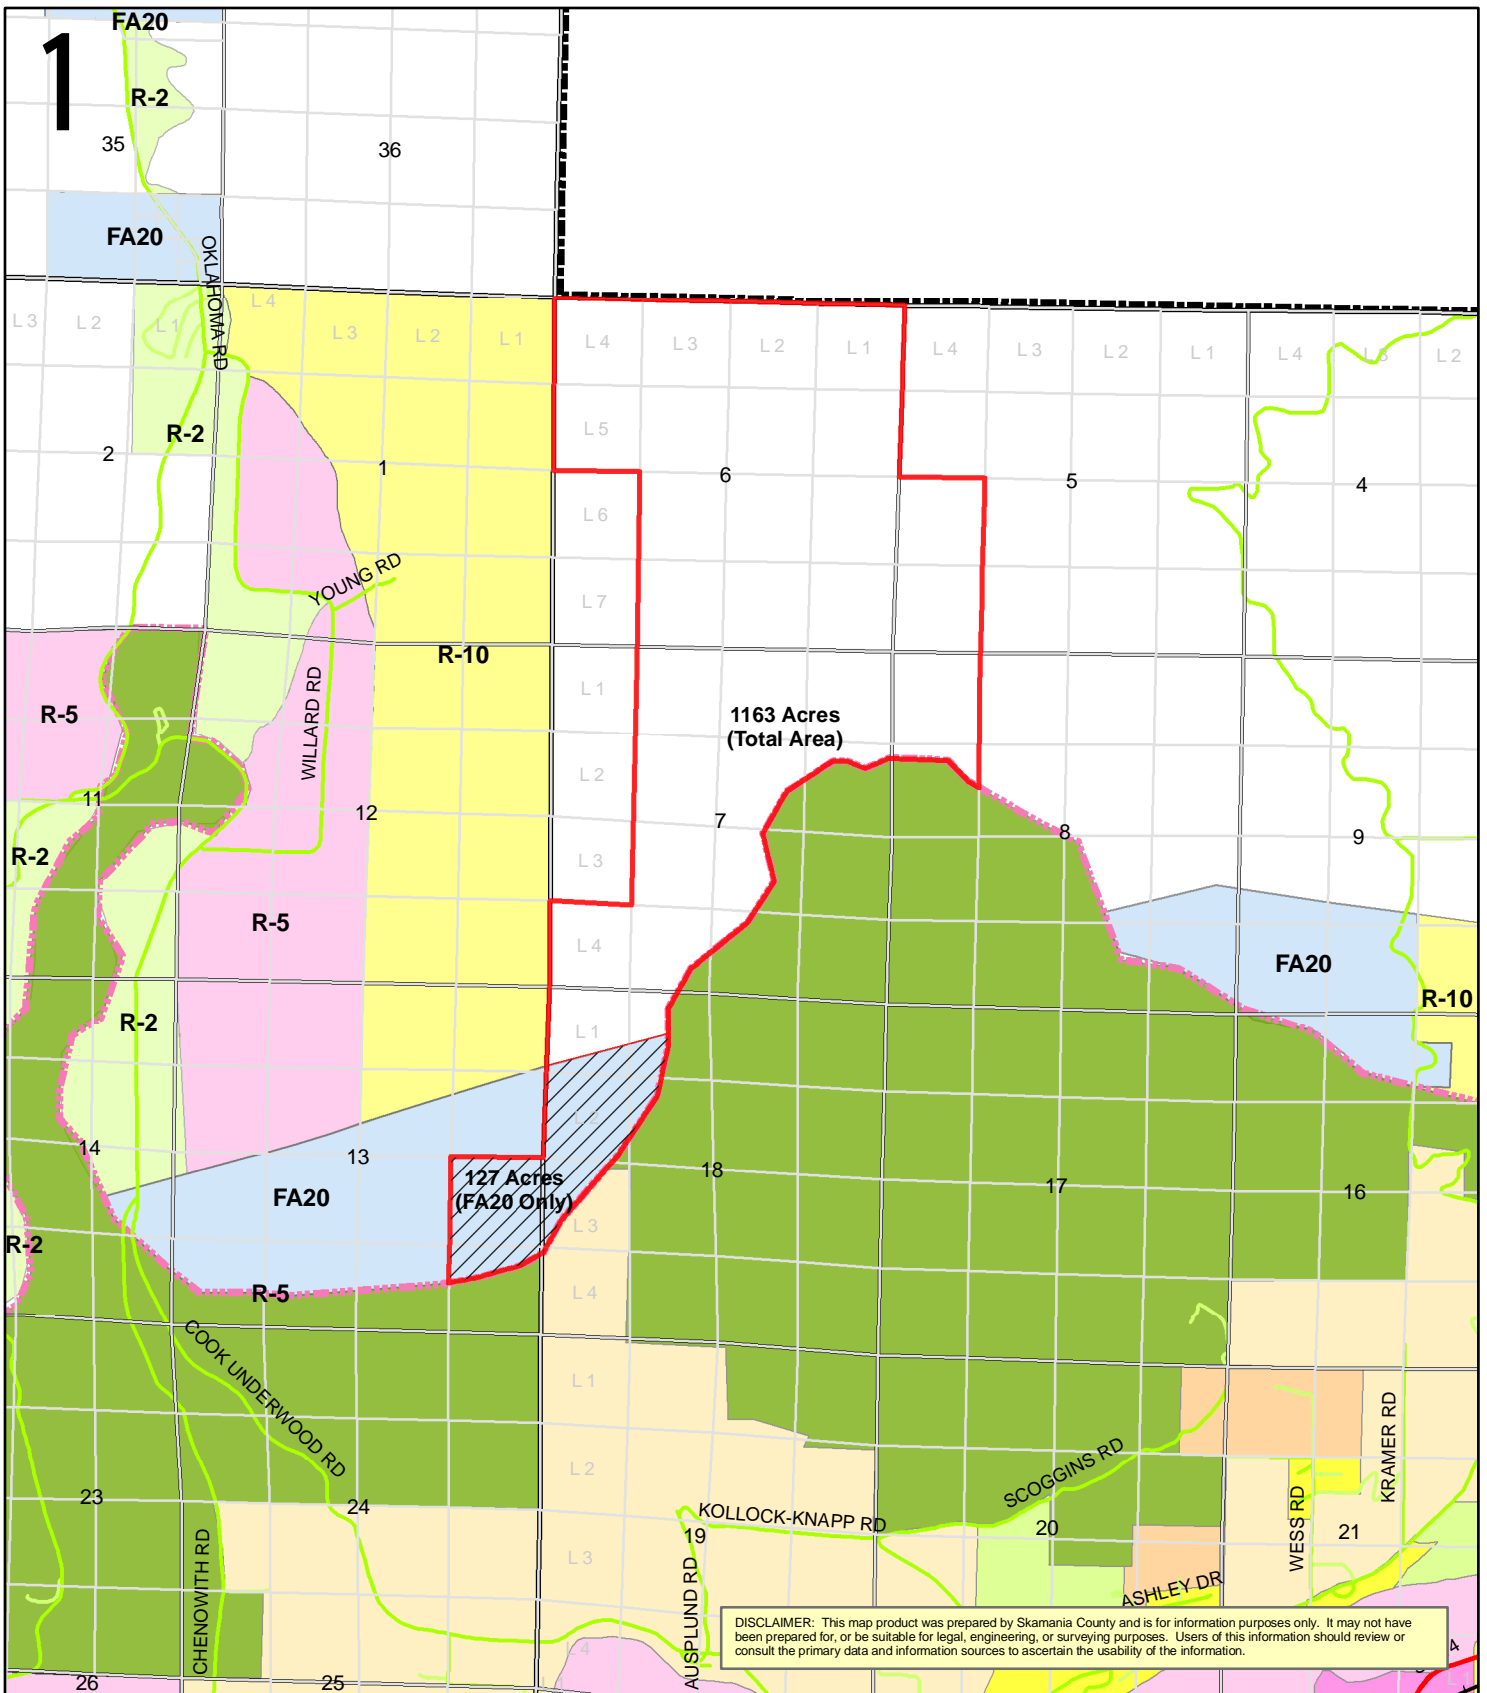 FA20
1
R-2
35
36
FA20
OKLAHOMA RD
L 4
L 3
L 2
L 1
L 3
L 2
L 1
L 4
L 3
L 2
L 1
L 4
L 3
L 2
L 1
L 4
L 3
L 2
R-2
L 5
2
1
6
5
4
L 6
YOUNG RD
L 7
R-10
WILLARD RD
L 1
R-5
1163 Acres
(Total Area)
L 2
11
12
7
8
9
R-2
L 3
R-5
L 4
FA20
R-10
R-2
L 1
L 2
14
13
18
17
16
127 Acres
(FA20 Only)
FA20
L 3
R-2
R-5
L 4
COOK UNDERWOOD RD
L 1
KRAMER RD
SCOGGINS RD
L 2
23
24
KOLLOCK-KNAPP RD
WESS RD
19
20
21
CHENOWITH RD
L 3
AUSPLUND RD
ASHLEY DR
L 4
DISCLAIMER: This map product was prepared by Skamania County and is for information purposes only. It may not have
been prepared for, or be suitable for legal, engineering, or surveying purposes. Users of this information should review or
consult the primary data and information sources to ascertain the usability of the information.
26
25